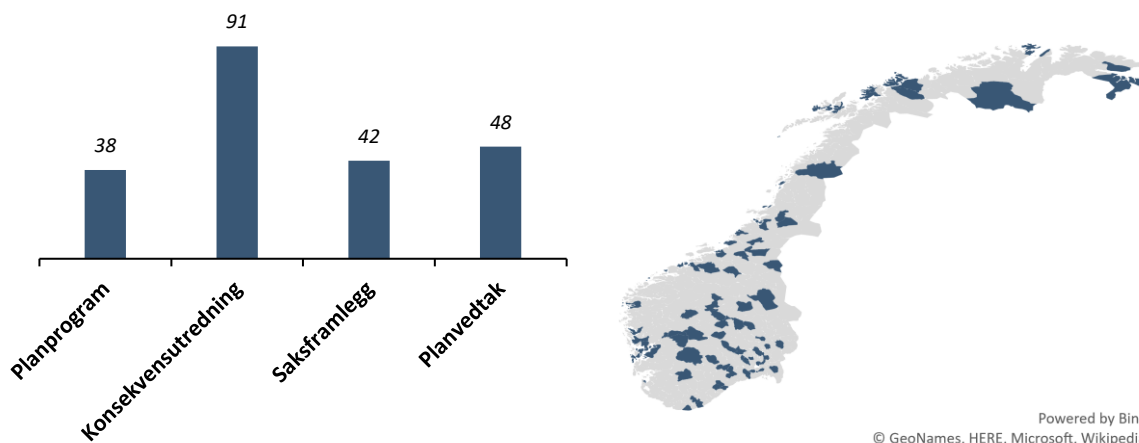 91
38
42
48
Planprogram
Konsekvensutredning
Saksframlegg
Planvedtak
Powered by Bin
© GeoNames, HERE, Microsoft, Wikipedi